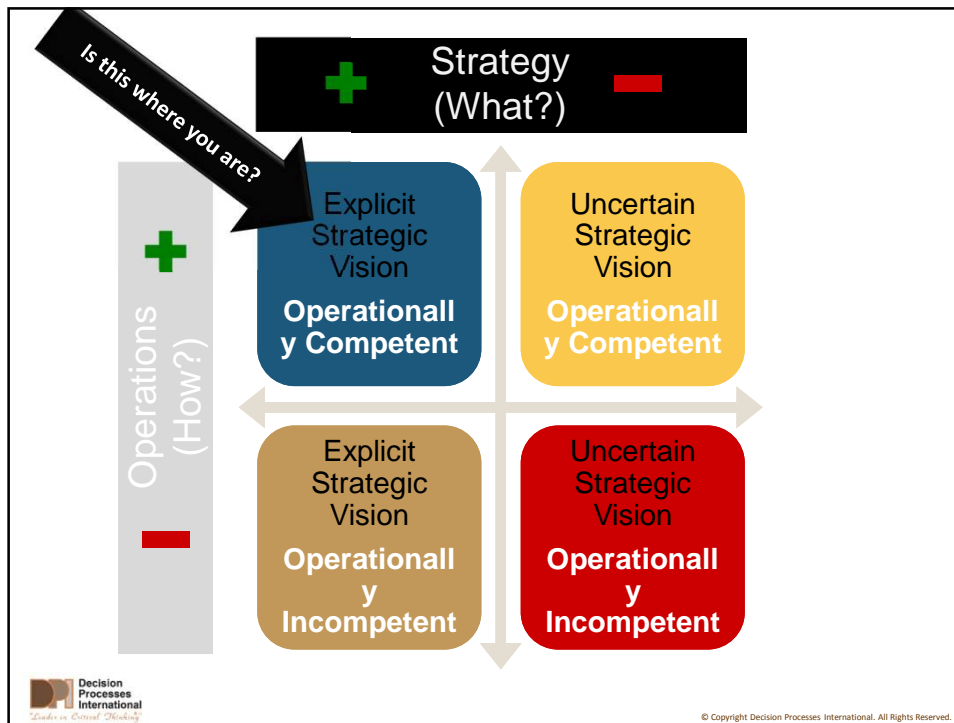 Is this where you are?
Strategy
(What?)
Operations
(How?)
Explicit
Strategic
Vision
Operationall
y Competent
Uncertain
Strategic
Vision
Operationall
y Competent
Explicit
Strategic
Vision
Operationall
y
Incompetent
Uncertain
Strategic
Vision
Operationall
y
Incompetent
DPI
Decision
Processes
International
"Leader in Critical Thinking"
© Copyright Decision Processes International. All Rights Reserved.